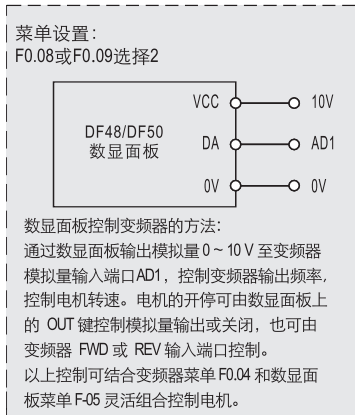 菜单设置：
F0.08或F0.09选择2
VCC 10V
DF48/DF50
数显面板
DA AD1
0V 0V
数显面板控制变频器的方法：
通过数显面板输出模拟量 0 ~ 10 V 至变频器
模拟量输入端口AD1，控制变频器输出频率，
控制电机转速。电机的开停可由数显面板上
的 OUT 键控制模拟量输出或关闭，也可由
变频器 FWD 或 REV 输入端口控制。
以上控制可结合变频器菜单 F0.04 和数显面
板菜单 F-05 灵活组合控制电机。